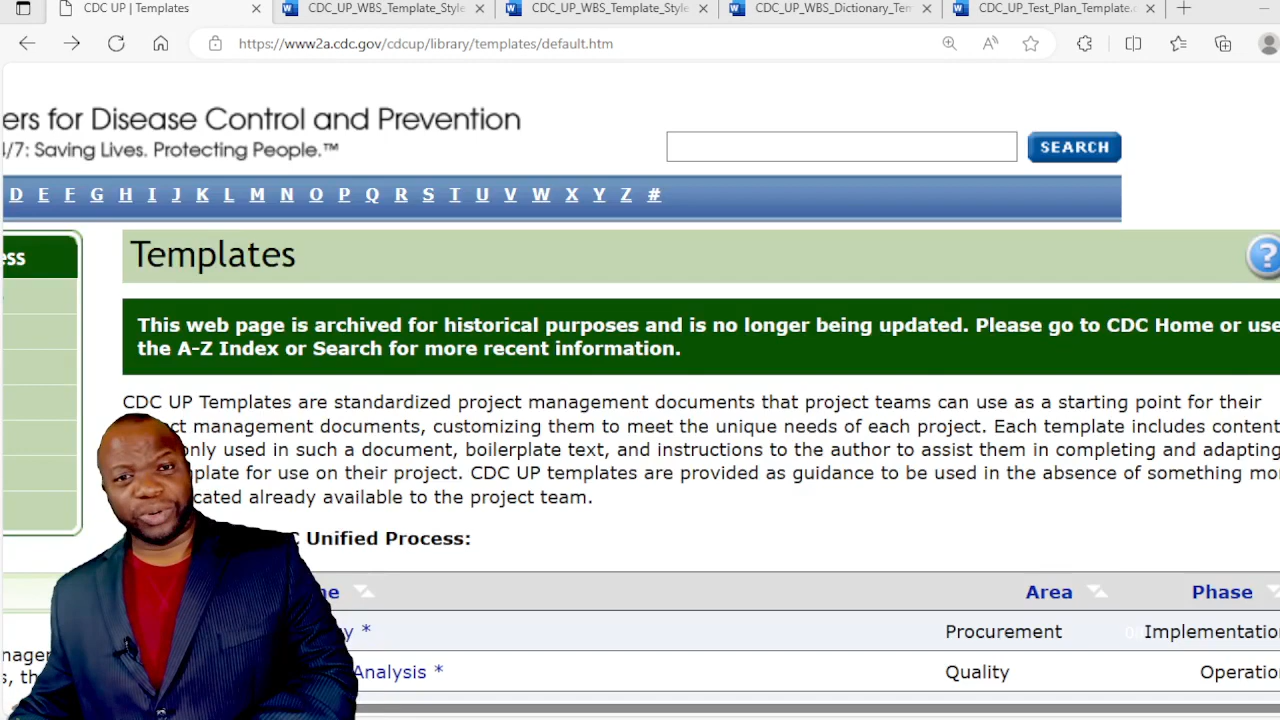 CDC UP | Templates
CDC_UP_WBS_Template_Style
CDC_UP_WBS_Template_Style
CDC_UP_WBS_Dictionary_Tem
CDC_UP_Test_Plan_Template.
https://www2a.cdc.gov/cdcup/library/templates/default.htm
ers for Disease Control and Prevention
4/7: Saving Lives. Protecting People.™
SEARCH
D E F G H I J K L M N O P Q R S T U V W X Y Z #
ess
Templates
?
This web page is archived for historical purposes and is no longer being updated. Please go to CDC Home or use
the A-Z Index or Search for more recent information.
CDC UP Templates are standardized project management documents that project teams can use as a starting point for their
ct management documents, customizing them to meet the unique needs of each project. Each template includes content
only used in such a document, boilerplate text, and instructions to the author to assist them in completing and adapting
plate for use on their project. CDC UP templates are provided as guidance to be used in the absence of something mo
cated already available to the project team.
C Unified Process:
me Area Phase
y * Procurement Implementatio
Analysis * Quality Operatio
nager
s, th